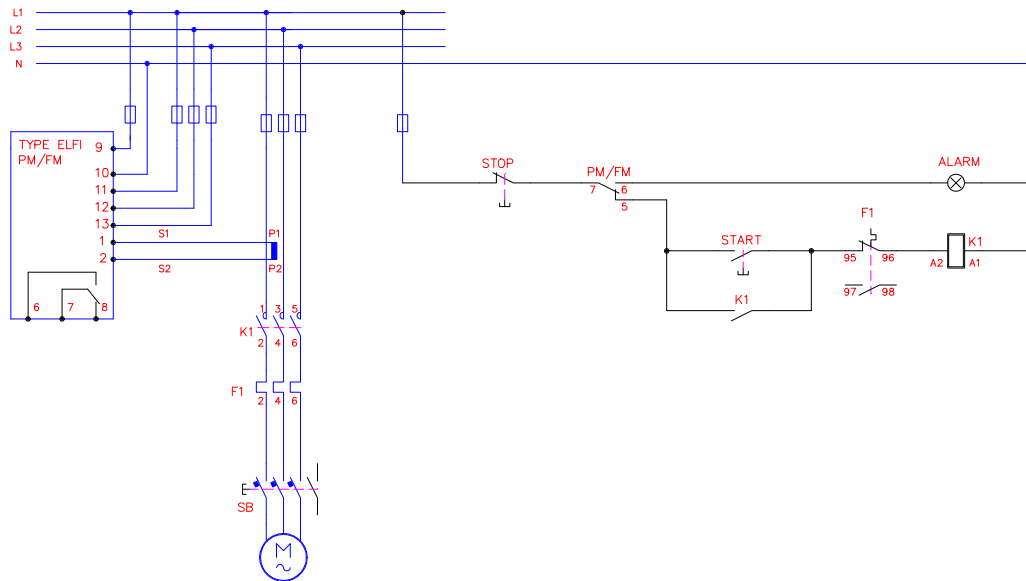 L1
L2
L3
N
TYPE ELFI
PM/FM
9
10
11
12
13
1
2
S1
S2
P1
P2
6
7
8
STOP
PM/FM
7
6
5
ALARM
START
K1
F1
95
96
97
98
K1
A2
A1
K1
1
3
5
2
4
6
F1
2
4
6
SB
M
~